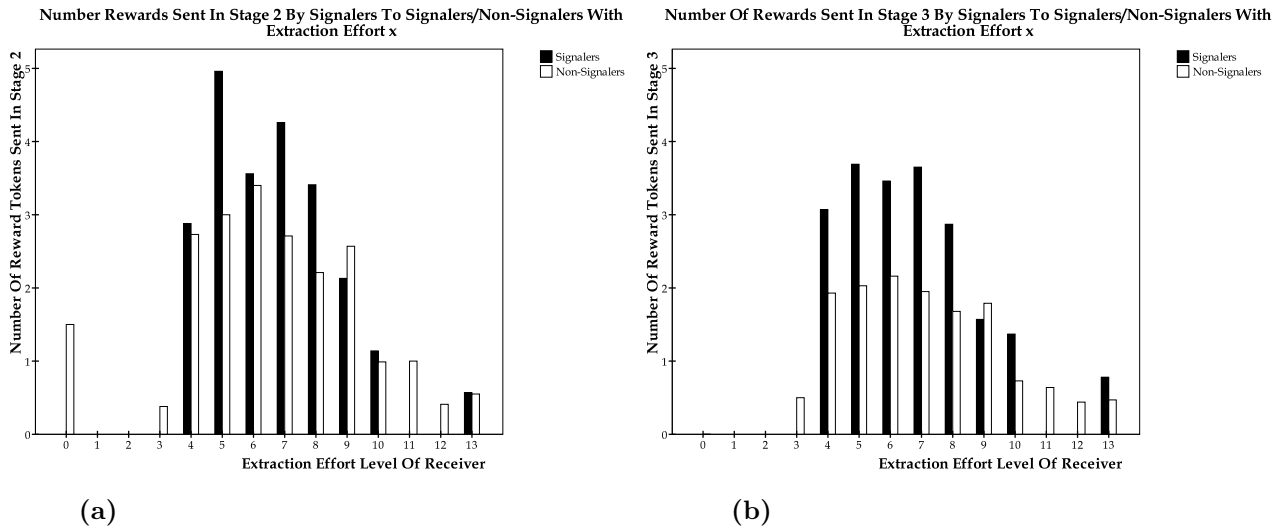 Number Rewards Sent In Stage 2 By Signalers To Signalers/Non-Signalers With
Extraction Effort x
Signalers
Non-Signalers
Number Of Reward Tokens Sent In Stage 2
5
4
3
2
1
0
0 1 2 3 4 5 6 7 8 9 10 11 12 13
Extraction Effort Level Of Receiver
(a)
Number Of Rewards Sent In Stage 3 By Signalers To Signalers/Non-Signalers With
Extraction Effort x
Signalers
Non-Signalers
Number Of Reward Tokens Sent In Stage 3
5
4
3
2
1
0
0 1 2 3 4 5 6 7 8 9 10 11 12 13
Extraction Effort Level Of Receiver
(b)